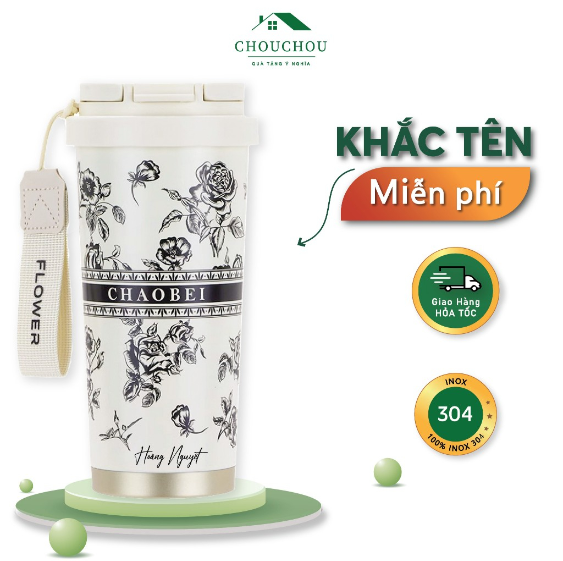 CHOUCHOU
QUÀ TẶNG Ý NGHĨA
KHẮC TÊN
Miễn phí
FLOWER
CHAOBEI
Giao Hàng
HỎA TỐC
INOX
304
100% INOX 304
Hoàng Nguyệt